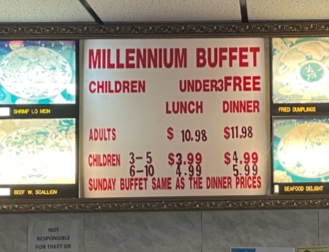 MILLENNIUM BUFFET
CHILDREN UNDER3FREE
LUNCH DINNER
ADULTS $ 10.98 $11.98
CHILDREN 3-5 $3.99 $4.99
6-10 4.99 5.99
SUNDAY BUFFET SAME AS THE DINNER PRICES
SHRIMP LO MEIN
BEEF W. SCALLION
FRIED DUMPLINGS
SEAFOOD DELIGHT
NOT
RESPONSIBLE
FOR THEFT OR